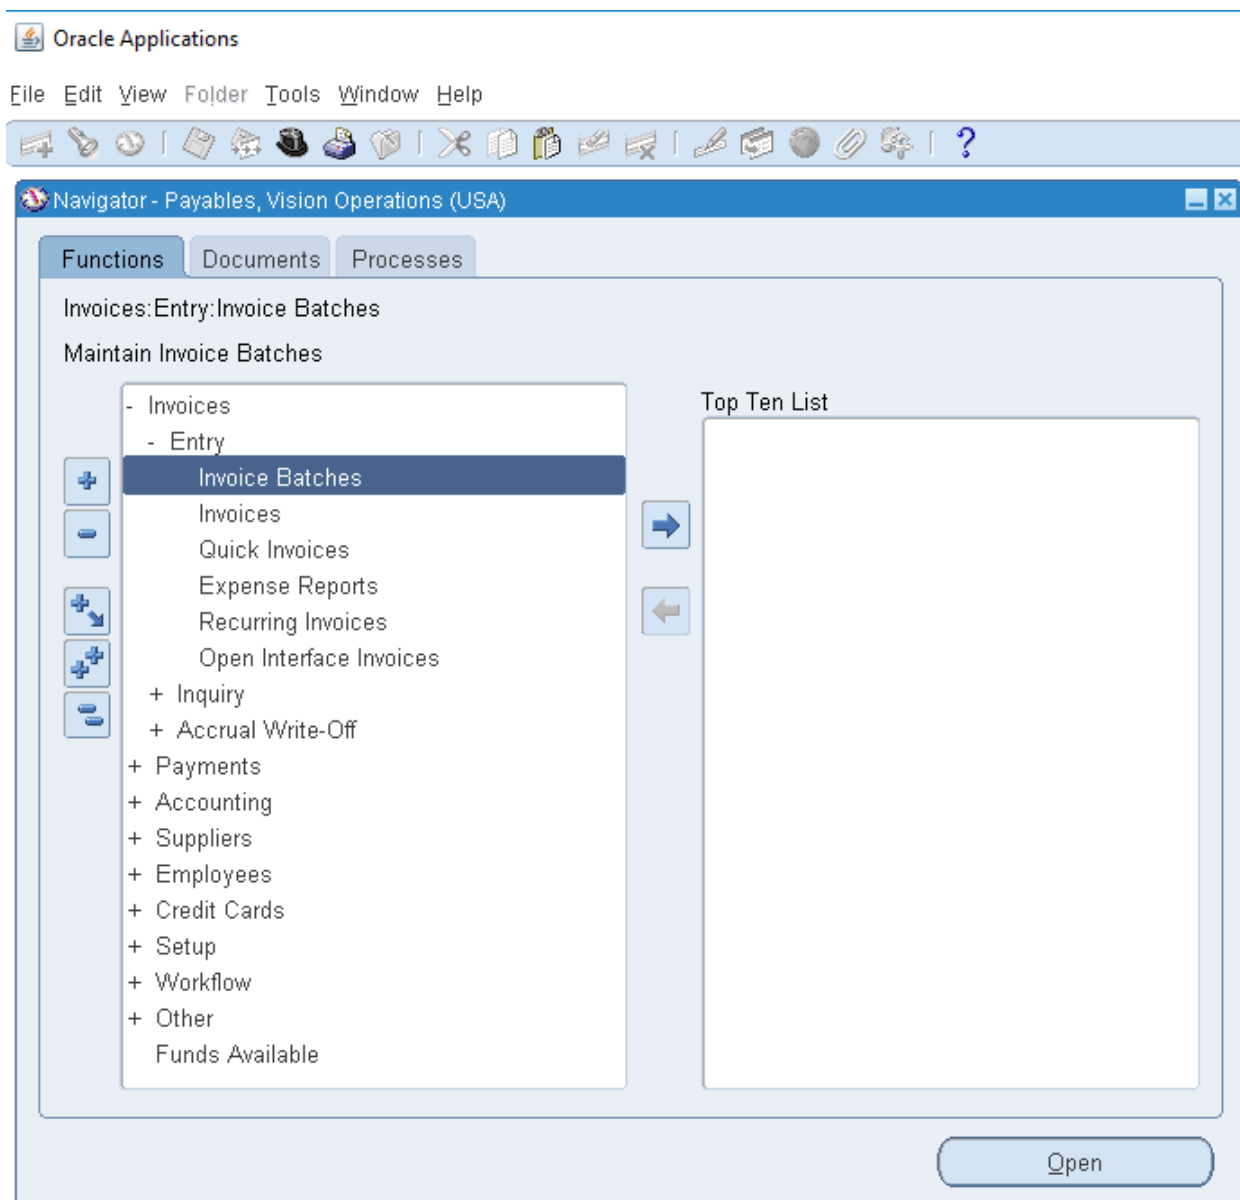 Oracle Applications
File Edit View Folder Tools Window Help
Navigator - Payables, Vision Operations (USA)
Functions Documents Processes
Invoices:Entry:Invoice Batches
Maintain Invoice Batches
- Invoices
- Entry
Invoice Batches
Invoices
Quick Invoices
Expense Reports
Recurring Invoices
Open Interface Invoices
+ Inquiry
+ Accrual Write-Off
+ Payments
+ Accounting
+ Suppliers
+ Employees
+ Credit Cards
+ Setup
+ Workflow
+ Other
Funds Available
Top Ten List
Open